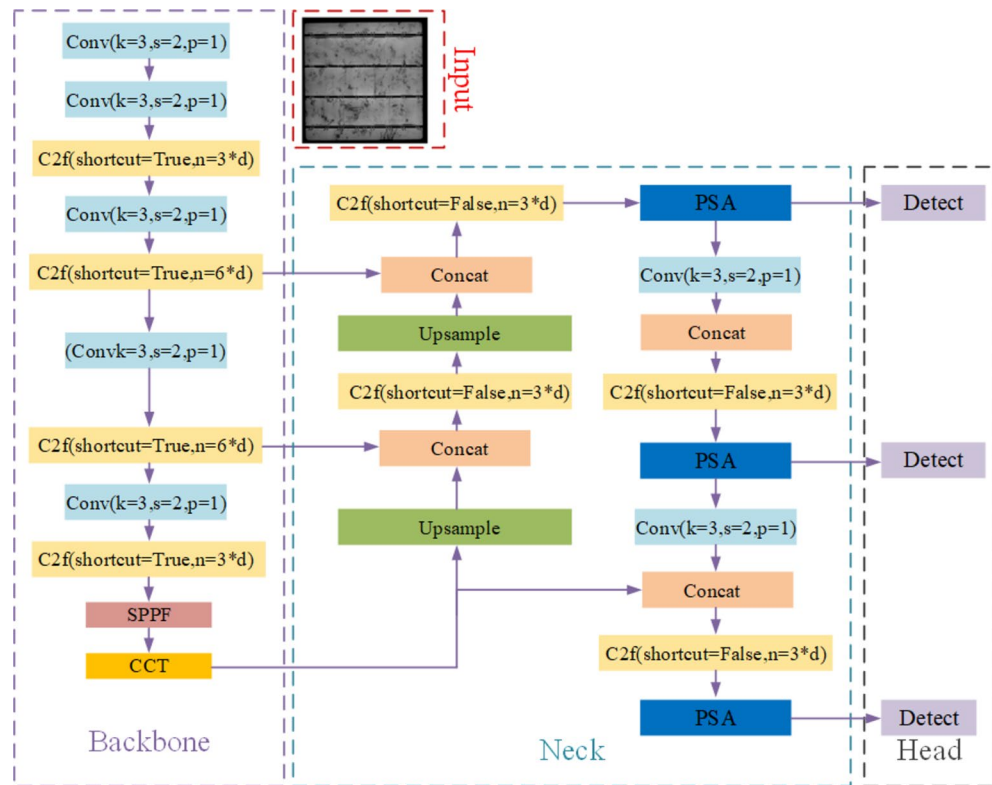 Conv(k=3,s=2,p=1)
Conv(k=3,s=2,p=1)
C2f(shortcut=True,n=3*d)
Conv(k=3,s=2,p=1)
C2f(shortcut=True,n=6*d)
(Convk=3,s=2,p=1)
C2f(shortcut=True,n=6*d)
Conv(k=3,s=2,p=1)
C2f(shortcut=True,n=3*d)
SPPF
CCT
Backbone
Input
C2f(shortcut=False,n=3*d)
Concat
Upsample
C2f(shortcut=False,n=3*d)
Concat
Upsample
PSA
Conv(k=3,s=2,p=1)
Concat
C2f(shortcut=False,n=3*d)
PSA
Conv(k=3,s=2,p=1)
Concat
C2f(shortcut=False,n=3*d)
PSA
Neck
Detect
Detect
Detect
Head